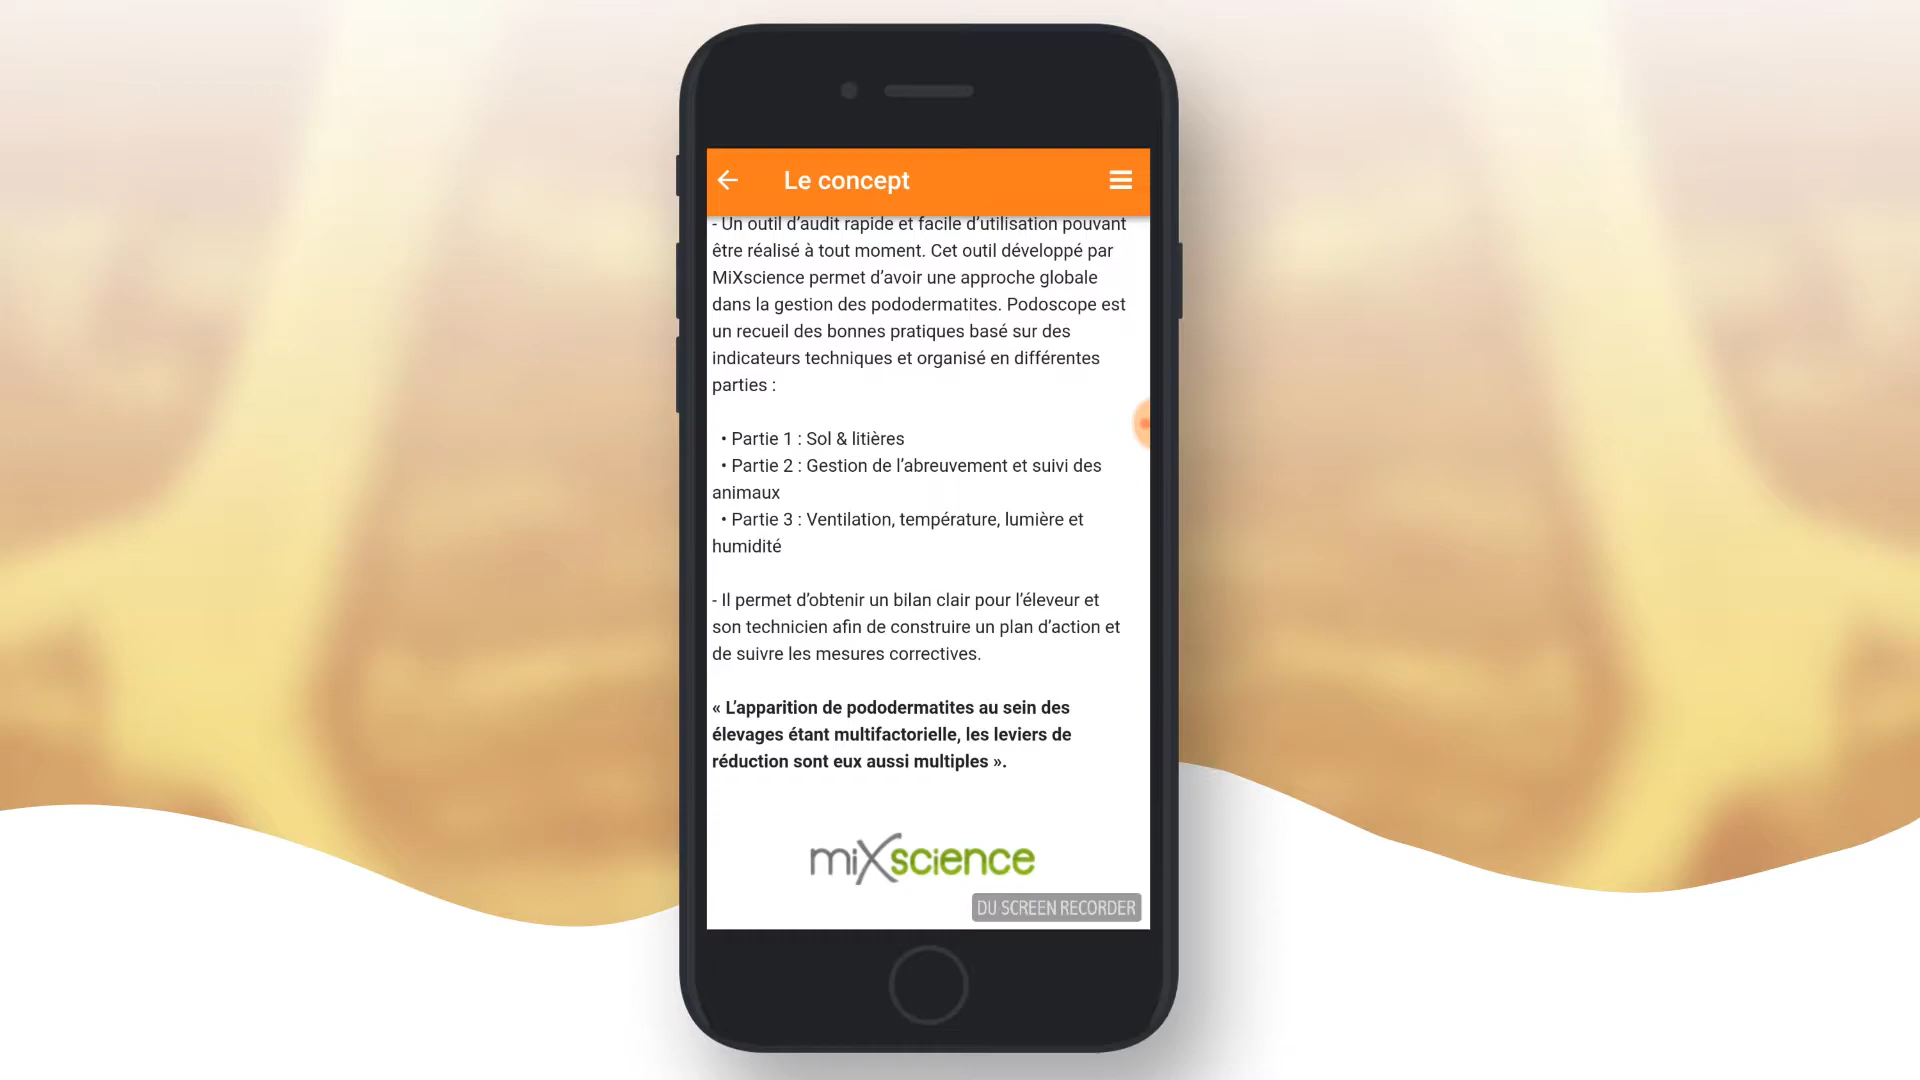 Le concept
- Un outil d’audit rapide et facile d’utilisation pouvant
être réalisé à tout moment. Cet outil développé par
MiXscience permet d’avoir une approche globale
dans la gestion des pododermatites. Podoscope est
un recueil des bonnes pratiques basé sur des
indicateurs techniques et organisé en différentes
parties :
• Partie 1 : Sol & litières
• Partie 2 : Gestion de l’abreuvement et suivi des
animaux
• Partie 3 : Ventilation, température, lumière et
humidité
- Il permet d’obtenir un bilan clair pour l’éleveur et
son technicien afin de construire un plan d’action et
de suivre les mesures correctives.
« L’apparition de pododermatites au sein des
élevages étant multifactorielle, les leviers de
réduction sont eux aussi multiples ».
miXscience
DU SCREEN RECORDER